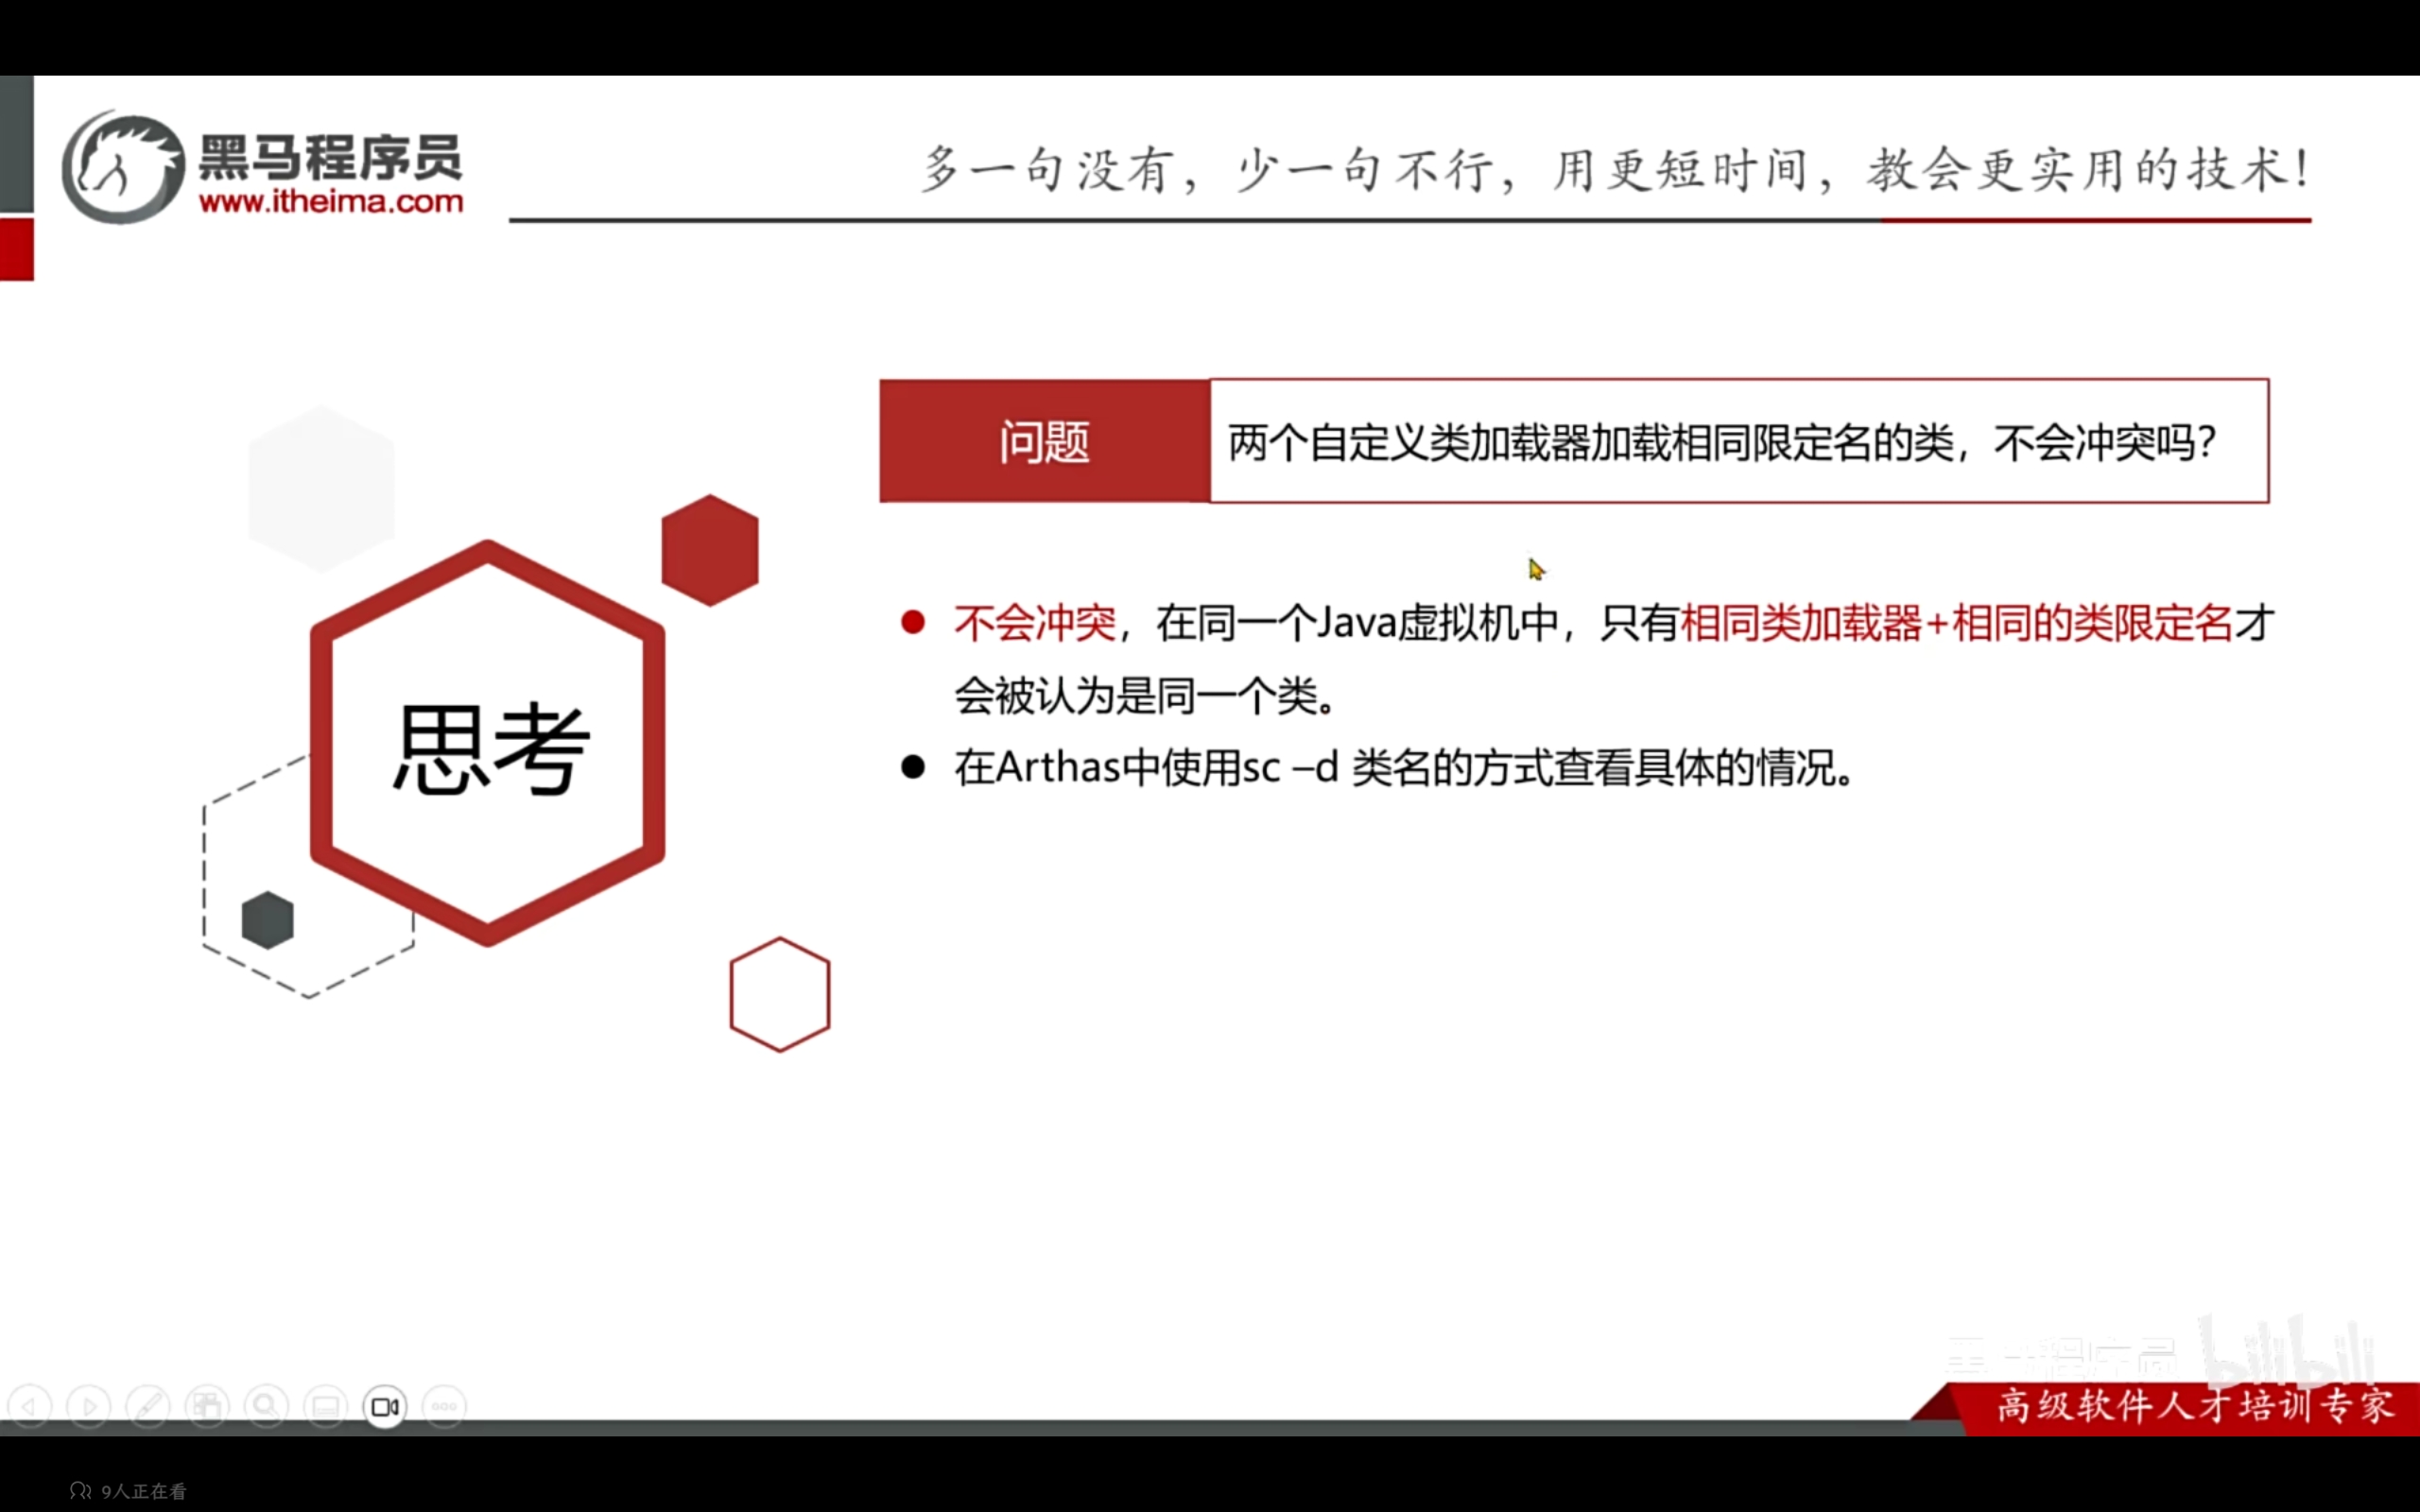 黑马程序员
www.itheima.com
多一句没有，少一句不行，用更短时间，教会更实用的技术！
问题
两个自定义类加载器加载相同限定名的类，不会冲突吗？
思考
不会冲突，在同一个Java虚拟机中，只有相同类加载器+相同的类限定名才
会被认为是同一个类。
在Arthas中使用sc –d 类名的方式查看具体的情况。
黑马程序员 bilibili
高级软件人才培训专家
9人正在看